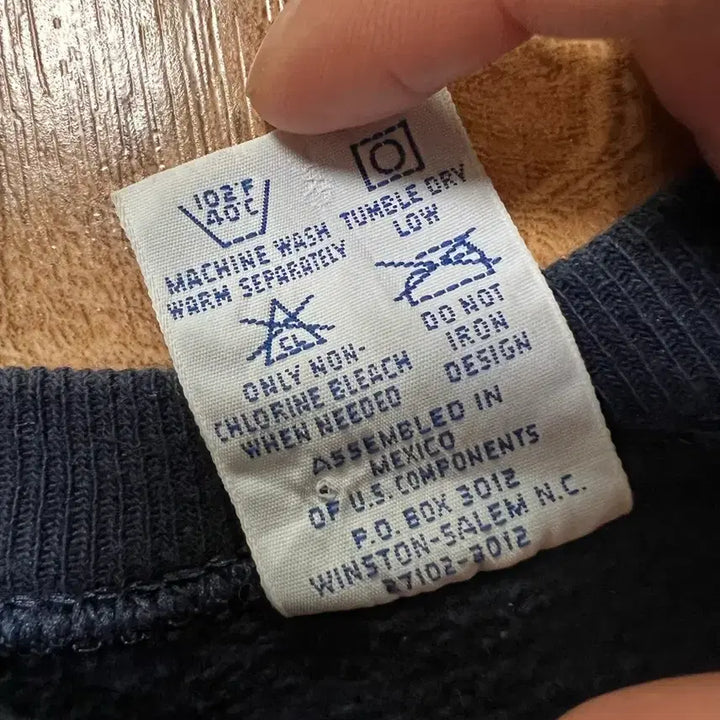 102°F
40°C
MACHINE WASH
WARM SEPARATELY
TUMBLE DRY
LOW
CL
ONLY NON-
CHLORINE BLEACH
WHEN NEEDED
DO NOT
IRON
DESIGN
ASSEMBLED IN
MEXICO
OF U.S. COMPONENTS
P.O. BOX 3012
WINSTON-SALEM N.C.
27102-3012